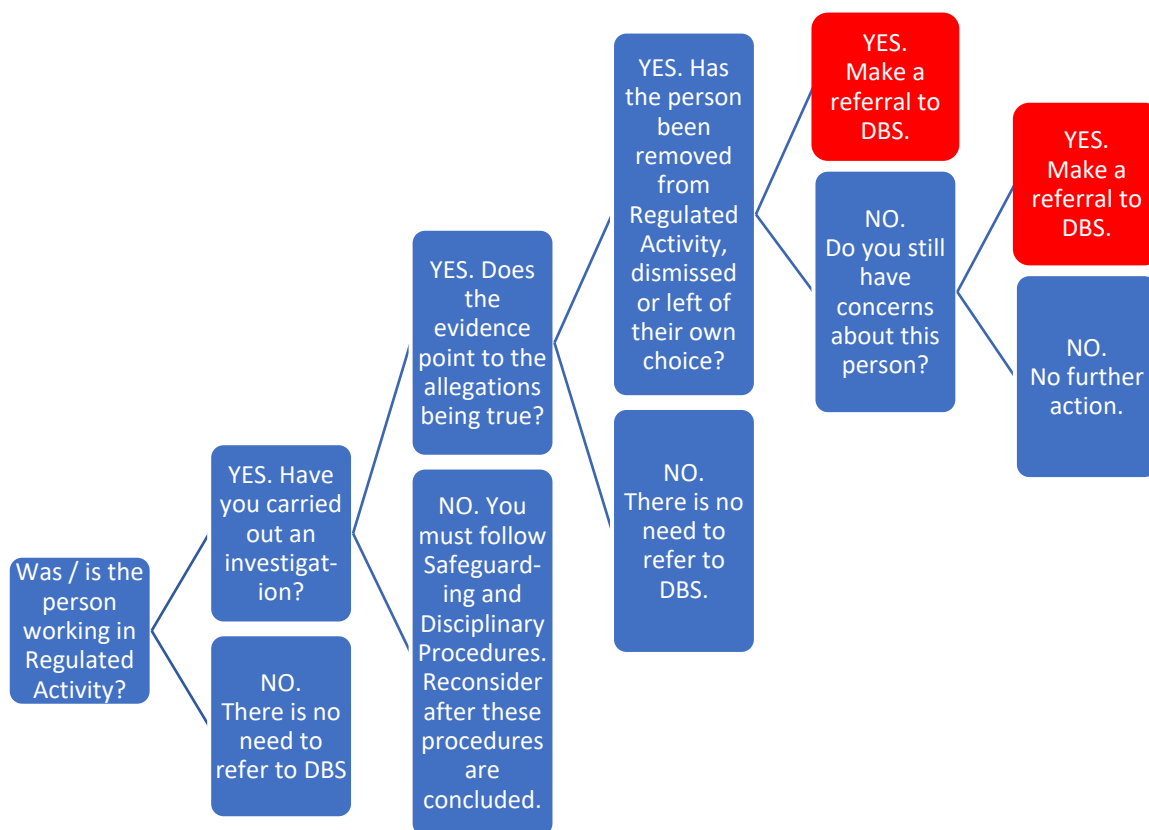 Was / is the
person
working in
Regulated
Activity?
YES. Have
you carried
out an
investigat-
ion?
NO.
There is no
need to
refer to DBS
YES. Does
the
evidence
point to the
allegations
being true?
NO. You
must follow
Safeguard-
ing and
Disciplinary
Procedures.
Reconsider
after these
procedures
are
concluded.
YES. Has
the person
been
removed
from
Regulated
Activity,
dismissed
or left of
their own
choice?
NO.
There is no
need to
refer to
DBS.
YES.
Make a
referral to
DBS.
NO.
Do you still
have
concerns
about this
person?
YES.
Make a
referral to
DBS.
NO.
No further
action.